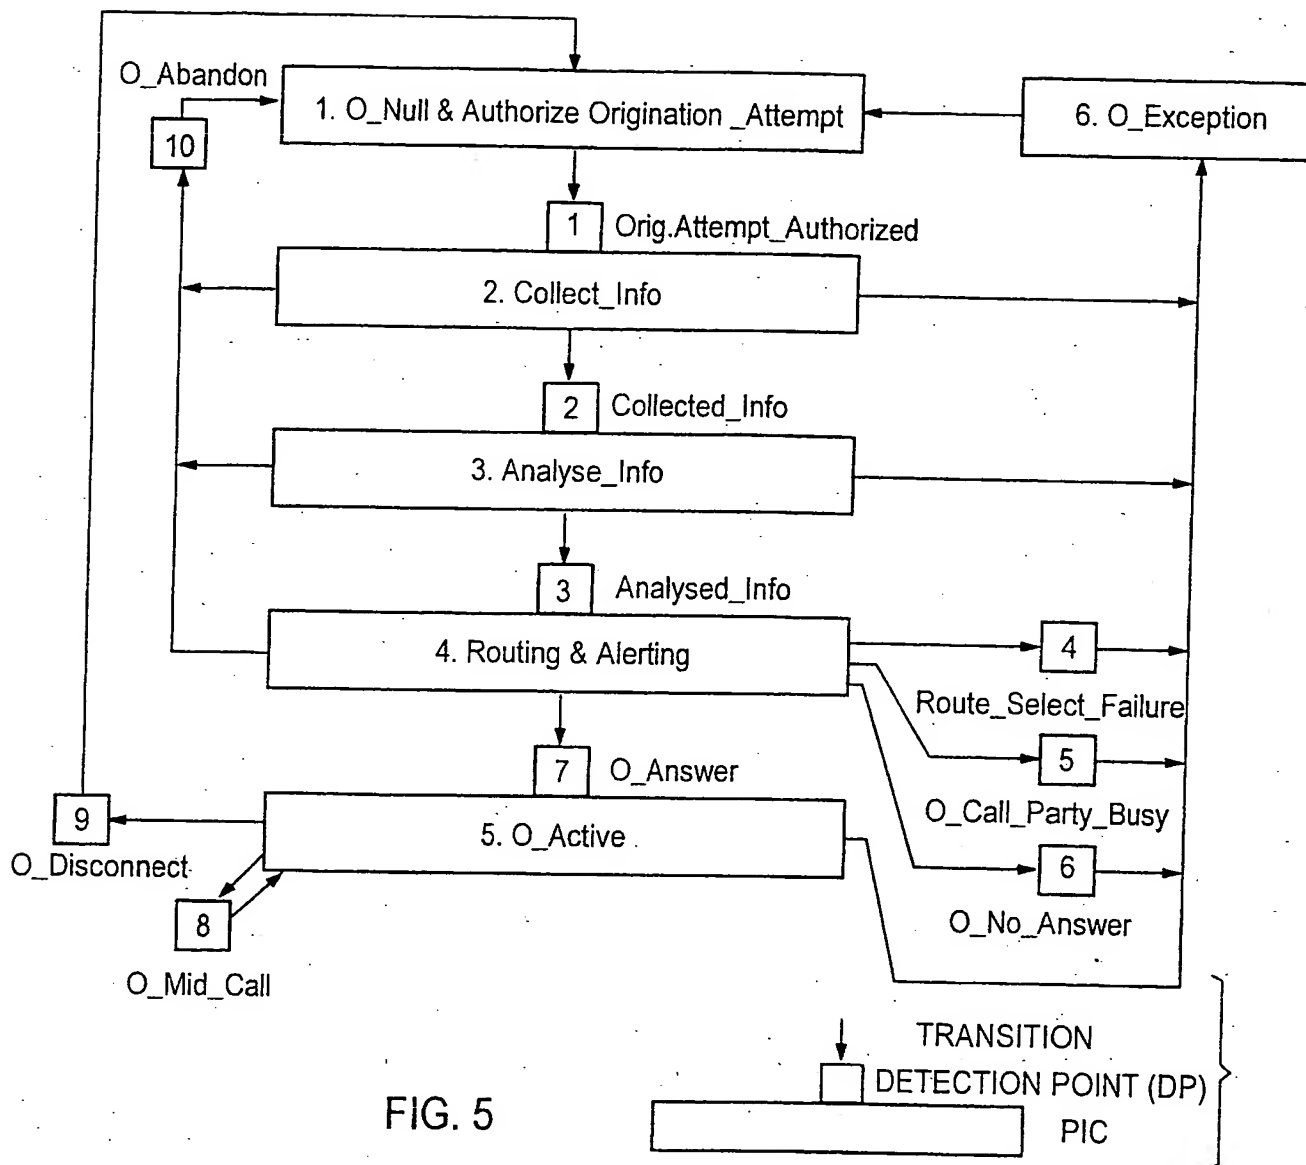 O_Abandon
1. O_Null & Authorize Origination _Attempt
6. O_Exception
10
1
Orig.Attempt_Authorized
2. Collect_Info
2
Collected_Info
3. Analyse_Info
3
Analysed_Info
4. Routing & Alerting
4
Route_Select_Failure
7
O_Answer
5
O_Call_Party_Busy
9
O_Disconnect
5. O_Active
6
O_No_Answer
8
O_Mid_Call
TRANSITION
DETECTION POINT (DP)
PIC
FIG. 5